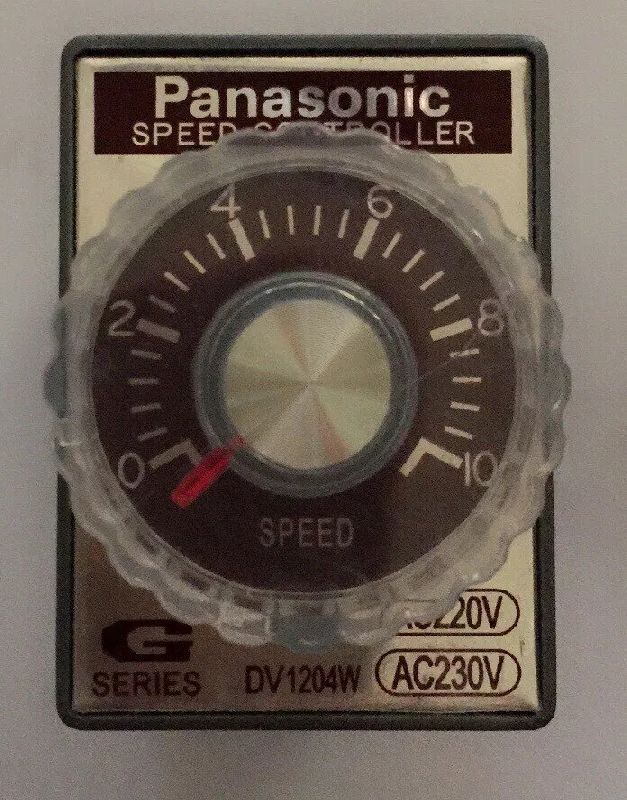 Panasonic
SPEED CONTROLLER
4 6
2 8
0 10
SPEED
AC220V
G
SERIES DV1204W AC230V